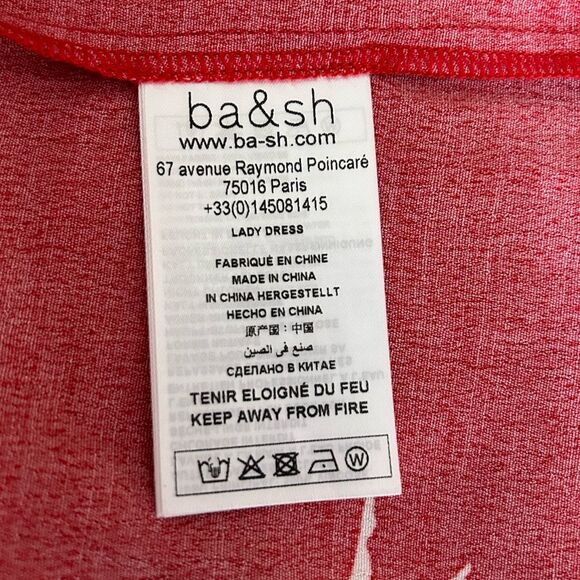 ba&sh
www.ba-sh.com
67 avenue Raymond Poincaré
75016 Paris
+33(0)145081415
LADY DRESS
FABRIQUÉ EN CHINE
MADE IN CHINA
IN CHINA HERGESTELLT
HECHO EN CHINA
原产国：中国
صنع في الصين
СДЕЛАНО В КИТАЕ
TENIR ELOIGNÉ DU FEU
KEEP AWAY FROM FIRE
W